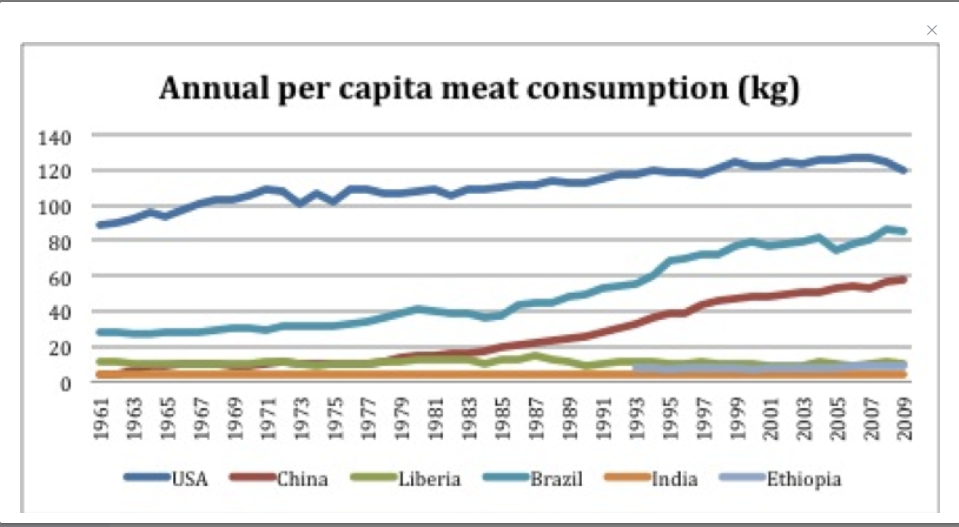 Annual per capita meat consumption (kg)
140
120
100
80
60
40
20
0
1961 1963 1965 1967 1969 1971 1973 1975 1977 1979 1981 1983 1985 1987 1989 1991 1993 1995 1997 1999 2001 2003 2005 2007 2009
USA China Liberia Brazil India Ethiopia